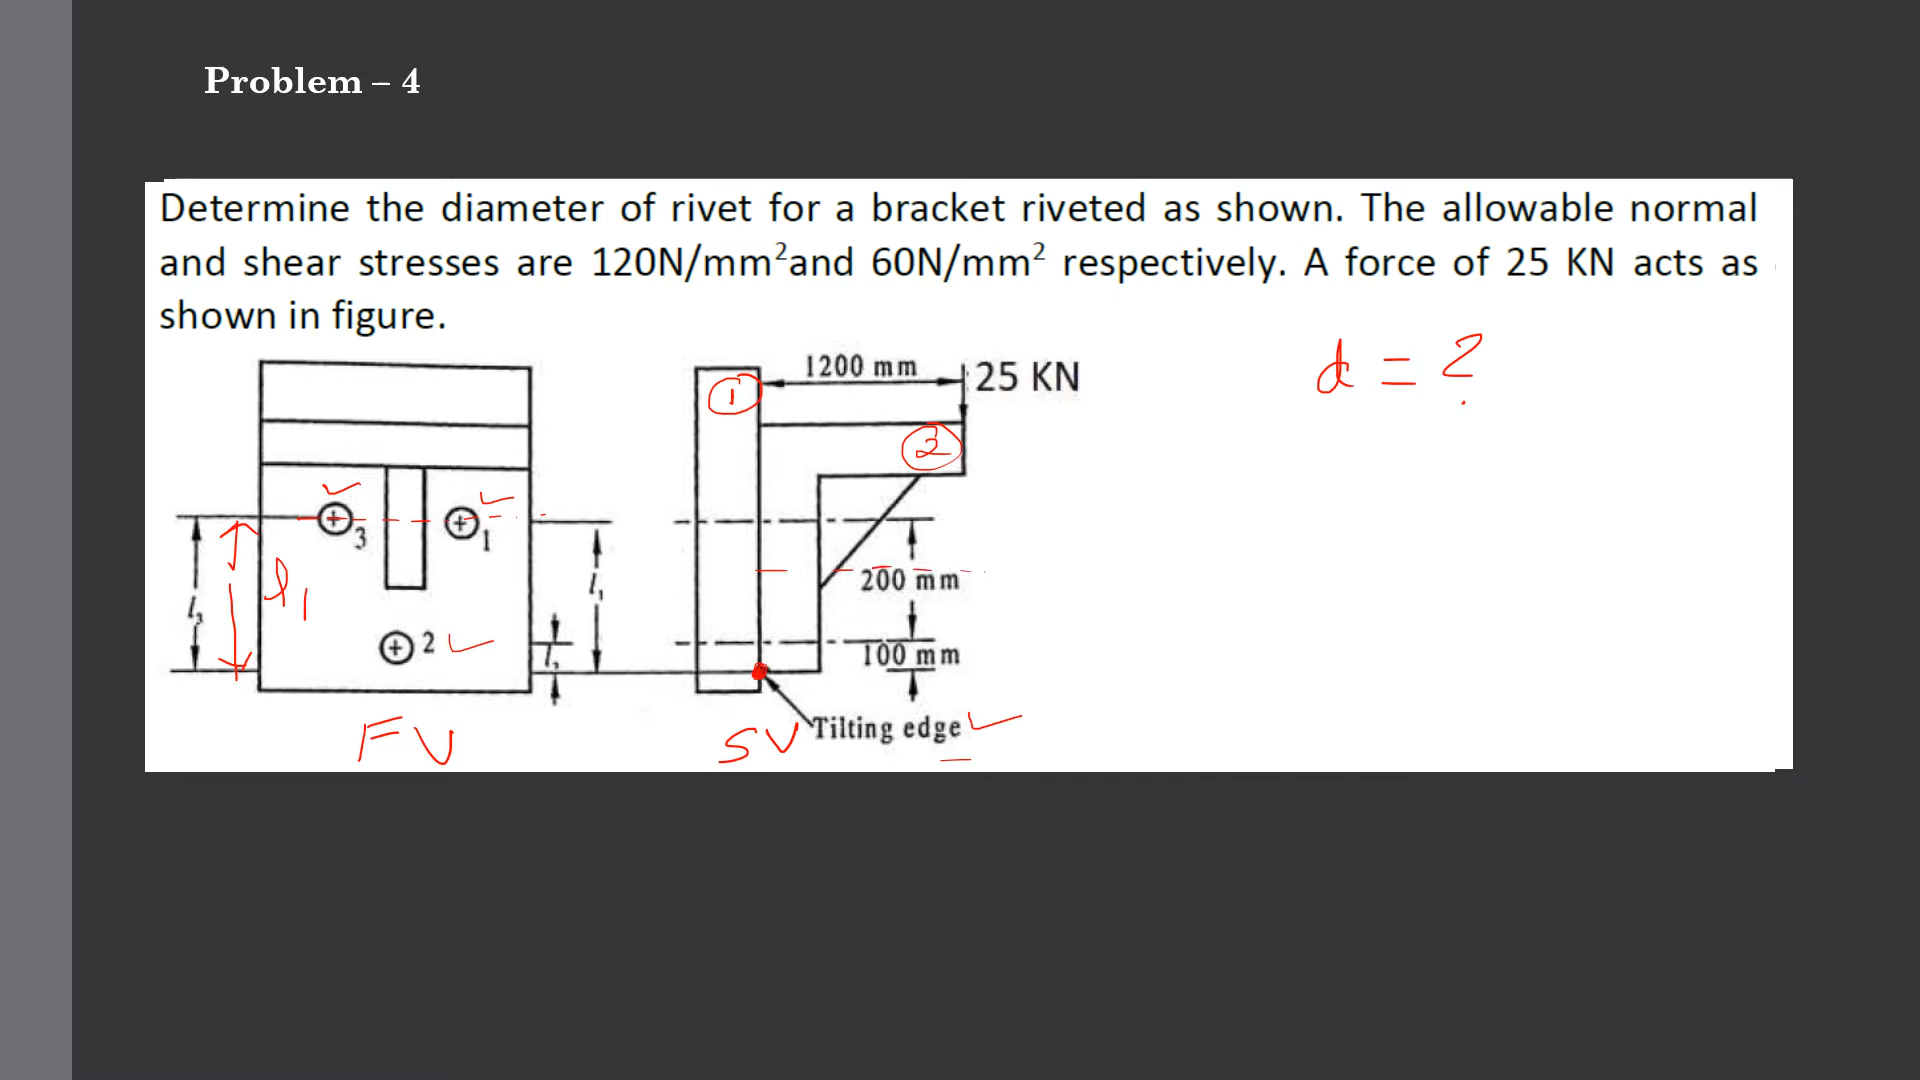 Problem – 4
Determine the diameter of rivet for a bracket riveted as shown. The allowable normal
and shear stresses are 120N/mm²and 60N/mm² respectively. A force of 25 KN acts as
shown in figure.
d = ?
1200 mm
25 KN
1
2
3
1
l₃
l₁
l₁
200 mm
2
l₂
100 mm
Tilting edge
FV
SV